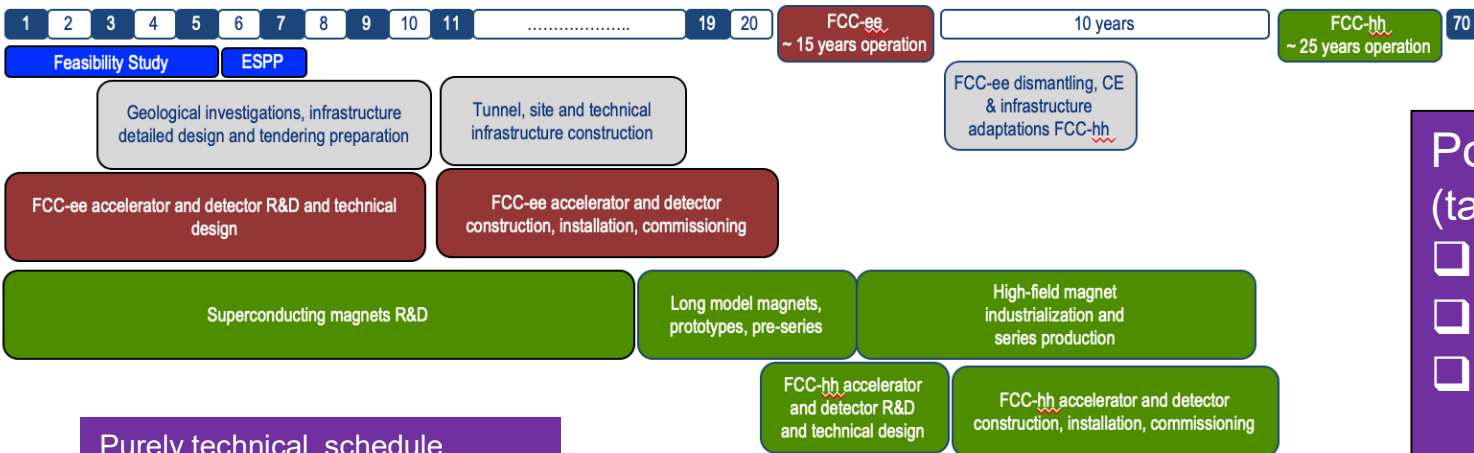 1 2 3 4 5 6 7 8 9 10 11 ...................... 19 20
FCC-ee
~ 15 years operation
10 years
FCC-hh
~ 25 years operation
70
Feasibility Study
ESPP
Geological investigations, infrastructure
detailed design and tendering preparation
Tunnel, site and technical
infrastructure construction
FCC-ee dismantling, CE
& infrastructure
adaptations FCC-hh
FCC-ee accelerator and detector R&D and technical
design
FCC-ee accelerator and detector
construction, installation, commissioning
Superconducting magnets R&D
Long model magnets,
prototypes, pre-series
High-field magnet
industrialization and
series production
FCC-hh accelerator
and detector R&D
and technical design
FCC-hh accelerator and detector
construction, installation, commissioning
Purely technical schedule